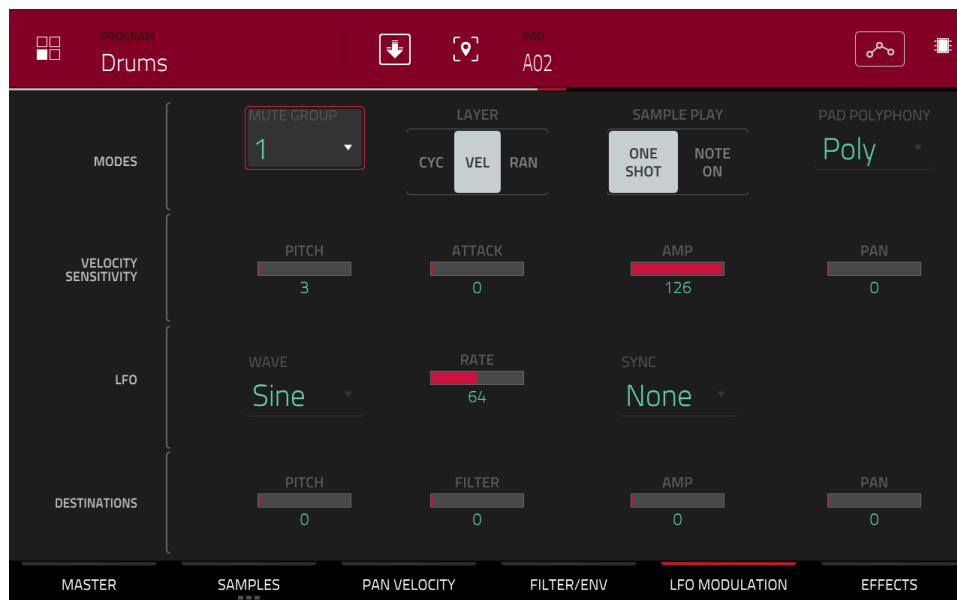 PROGRAM
Drums
PAD
A02
MODES
MUTE GROUP
1
LAYER
CYC VEL RAN
SAMPLE PLAY
ONE SHOT
NOTE ON
PAD POLYPHONY
Poly
VELOCITY
SENSITIVITY
PITCH
3
ATTACK
0
AMP
126
PAN
0
LFO
WAVE
Sine
RATE
64
SYNC
None
DESTINATIONS
PITCH
0
FILTER
0
AMP
0
PAN
0
MASTER SAMPLES PAN VELOCITY FILTER/ENV LFO MODULATION EFFECTS